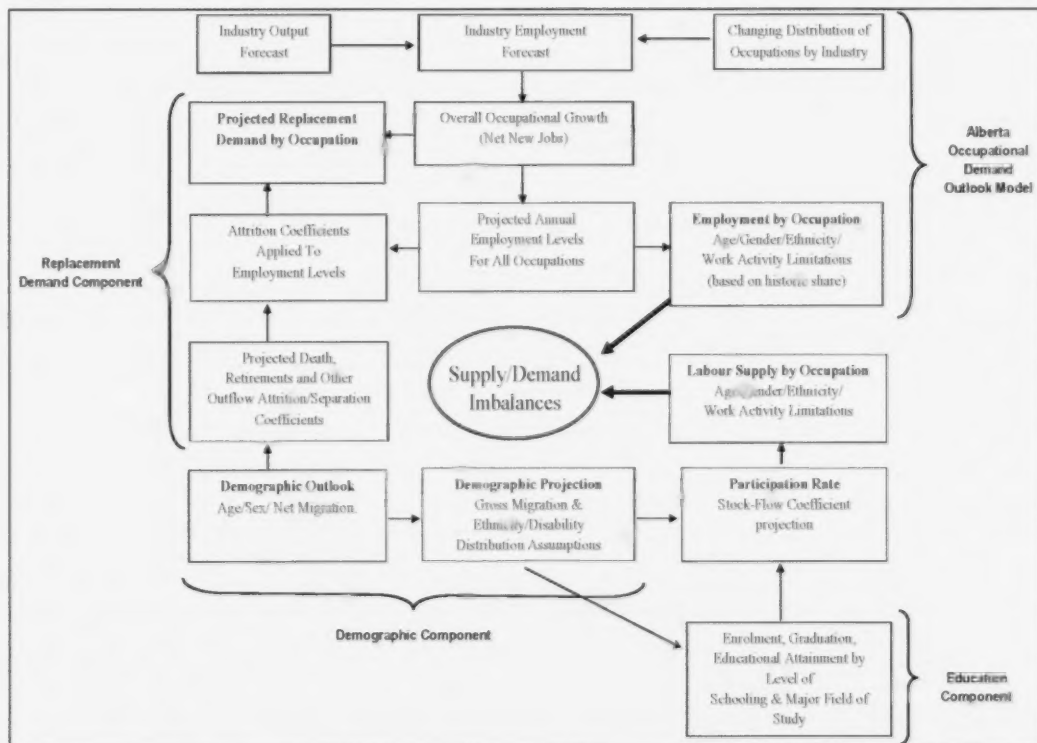 Industry Output
Forecast
Industry Employment
Forecast
Changing Distribution of
Occupations by Industry
Projected Replacement
Demand by Occupation
Overall Occupational Growth
(Net New Jobs)
Alberta
Occupational
Demand
Outlook Model
Attrition Coefficients
Applied To
Employment Levels
Projected Annual
Employment Levels
For All Occupations
Employment by Occupation
Age/Gender/Ethnicity/
Work Activity Limitations
(based on historic share)
Replacement
Demand Component
Projected Death,
Retirements and Other
Outflow Attrition/Separation
Coefficients
Supply/Demand
Imbalances
Labour Supply by Occupation
Age/Gender/Ethnicity/
Work Activity Limitations
Demographic Outlook
Age/Sex/ Net Migration
Demographic Projection
Gross Migration &
Ethnicity/Disability
Distribution Assumptions
Participation Rate
Stock-Flow Coefficient
projection
Demographic Component
Enrolment, Graduation,
Educational Attainment by
Level of
Schooling & Major Field of
Study
Education
Component